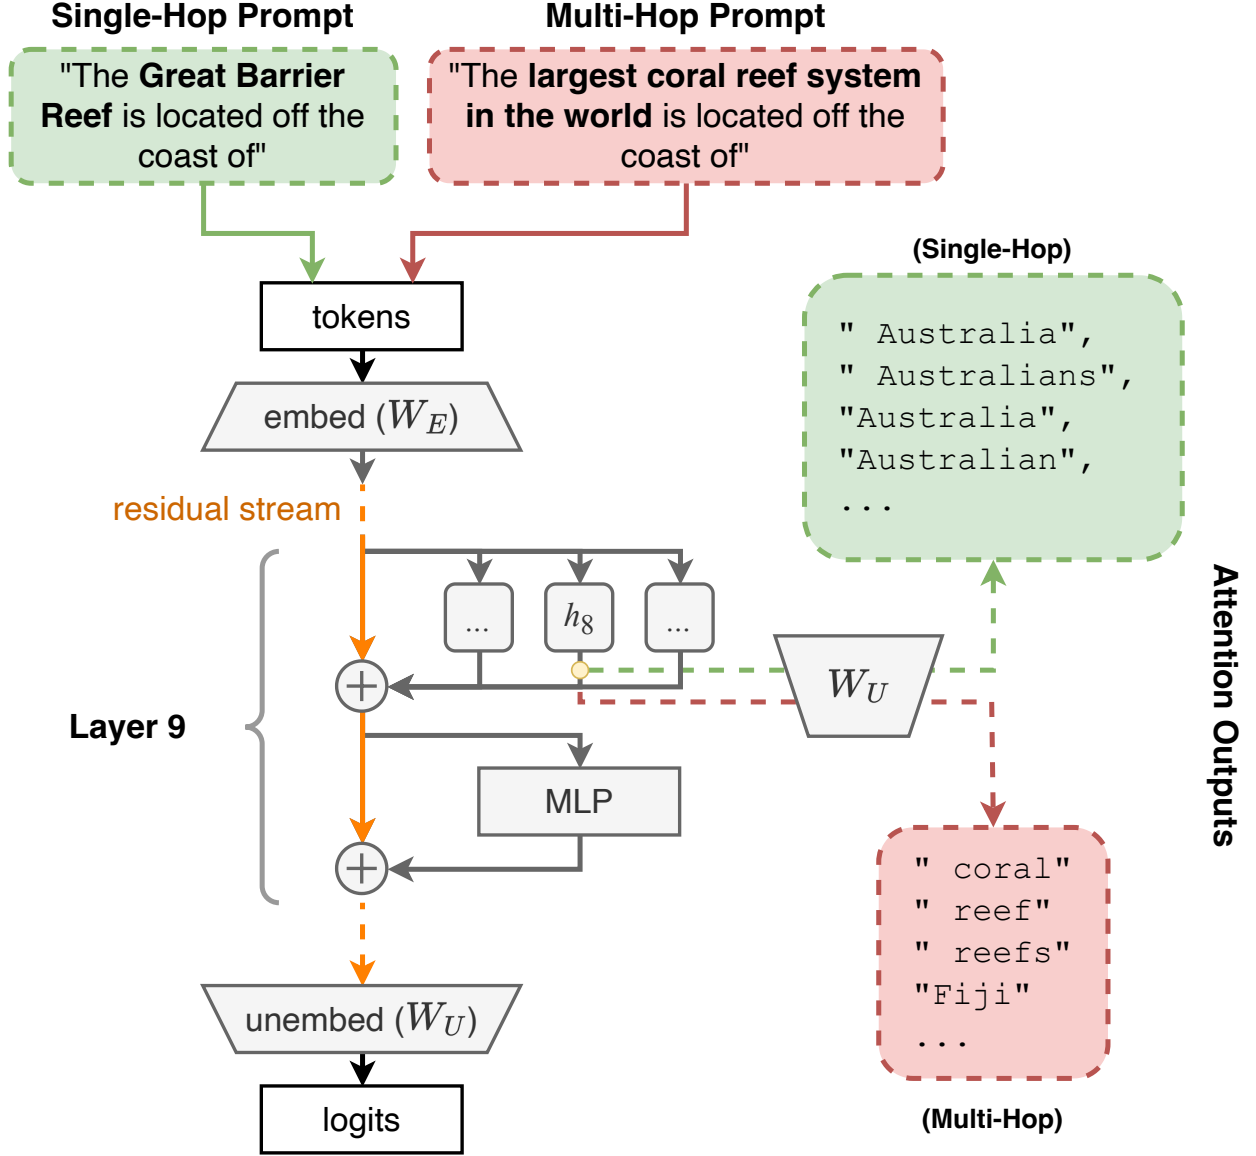 Single-Hop Prompt
"The Great Barrier
Reef is located off the
coast of"
Multi-Hop Prompt
"The largest coral reef system
in the world is located off the
coast of"
tokens
embed (W_E)
residual stream
Layer 9
...
h_8
...
MLP
W_U
unembed (W_U)
logits
(Single-Hop)
" Australia",
" Australians",
"Australia",
"Australian",
...
Attention Outputs
" coral"
" reef"
" reefs"
"Fiji"
...
(Multi-Hop)